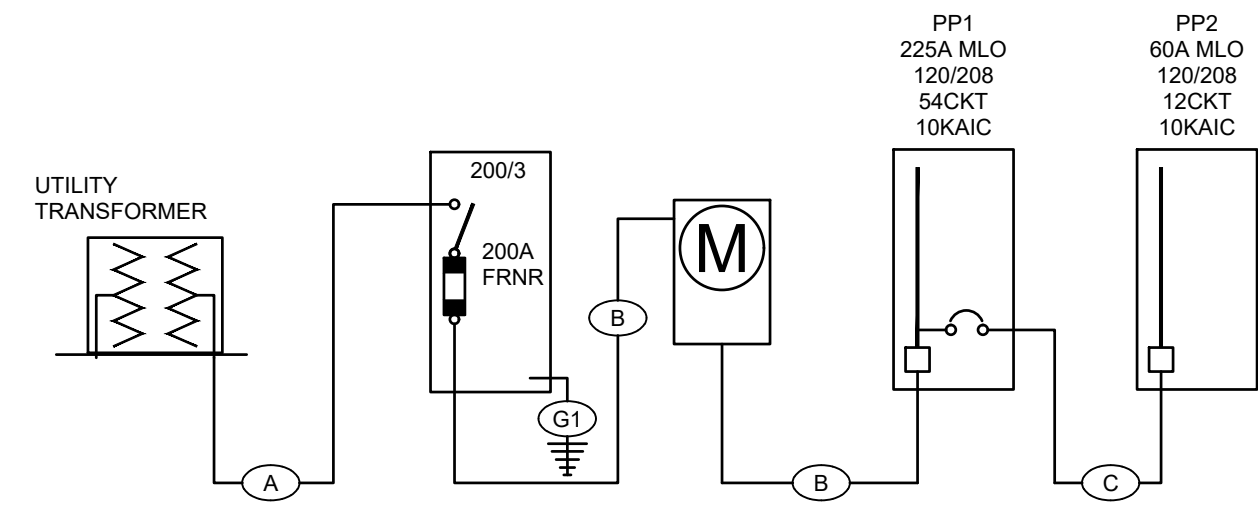 PP1
225A MLO
120/208
54CKT
10KAIC
PP2
60A MLO
120/208
12CKT
10KAIC
UTILITY
TRANSFORMER
200/3
200A
FRNR
M
B
G1
A
B
C